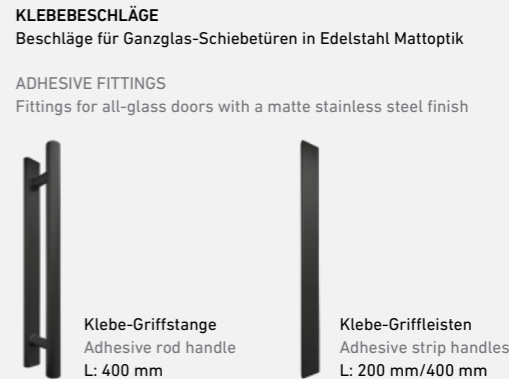 KLEBEBESCHLÄGE
Beschläge für Ganzglas-Schiebetüren in Edelstahl Mattoptik
ADHESIVE FITTINGS
Fittings for all-glass doors with a matte stainless steel finish
Klebe-Griffstange
Adhesive rod handle
L: 400 mm
Klebe-Griffleisten
Adhesive strip handles
L: 200 mm/400 mm